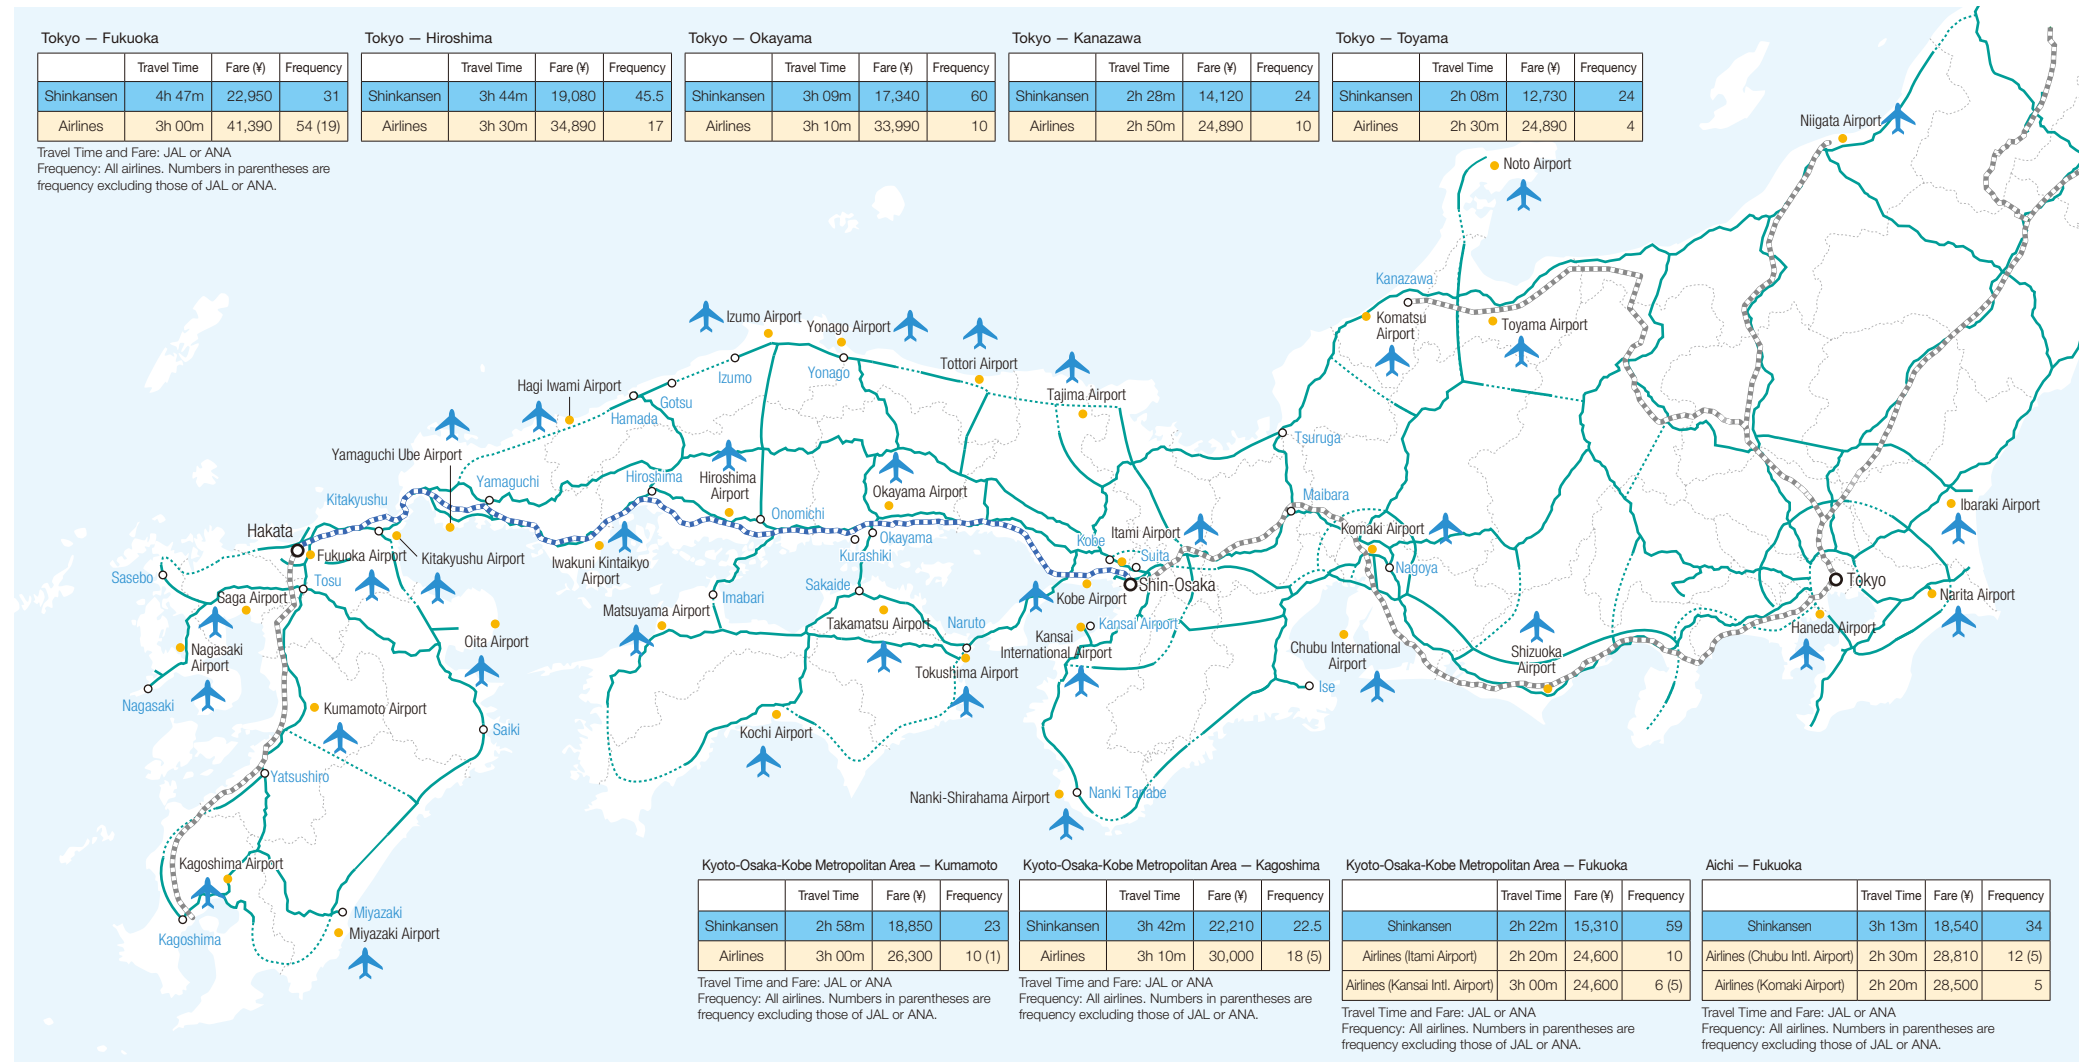 Tokyo — Fukuoka
Travel Time Fare (¥) Frequency
Shinkansen 4h 47m 22,950 31
Airlines 3h 00m 41,390 54 (19)
Travel Time and Fare: JAL or ANA
Frequency: All airlines. Numbers in parentheses are
frequency excluding those of JAL or ANA.
Tokyo — Hiroshima
Travel Time Fare (¥) Frequency
Shinkansen 3h 44m 19,080 45.5
Airlines 3h 30m 34,890 17
Tokyo — Okayama
Travel Time Fare (¥) Frequency
Shinkansen 3h 09m 17,340 60
Airlines 3h 10m 33,990 10
Tokyo — Kanazawa
Travel Time Fare (¥) Frequency
Shinkansen 2h 28m 14,120 24
Airlines 2h 50m 24,890 10
Tokyo — Toyama
Travel Time Fare (¥) Frequency
Shinkansen 2h 08m 12,730 24
Airlines 2h 30m 24,890 4
Niigata Airport
Noto Airport
Kanazawa
Komatsu
Airport
Toyama Airport
Izumo Airport
Yonago Airport
Tottori Airport
Tajima Airport
Izumo
Yonago
Hagi Iwami Airport
Gotsu
Hamada
Tsuruga
Yamaguchi Ube Airport
Yamaguchi
Hiroshima
Hiroshima
Airport
Okayama Airport
Kitakyushu
Onomichi
Maibara
Ibaraki Airport
Hakata
Fukuoka Airport
Kitakyushu Airport
Iwakuni Kintaikyo
Airport
Okayama
Kurashiki
Kobe
Itami Airport
Suita
Komaki Airport
Nagoya
Tokyo
Sasebo
Tosu
Saga Airport
Sakaide
Imabari
Kobe Airport
Shin-Osaka
Narita Airport
Haneda Airport
Matsuyama Airport
Takamatsu Airport
Naruto
Kansai Airport
Kansai
International Airport
Chubu International
Airport
Shizuoka
Airport
Oita Airport
Nagasaki
Airport
Tokushima Airport
Ise
Nagasaki
Kumamoto Airport
Saiki
Kochi Airport
Yatsushiro
Nanki-Shirahama Airport
Nanki Tanabe
Kagoshima Airport
Miyazaki
Miyazaki Airport
Kagoshima
Kyoto-Osaka-Kobe Metropolitan Area — Kumamoto
Travel Time Fare (¥) Frequency
Shinkansen 2h 58m 18,850 23
Airlines 3h 00m 26,300 10 (1)
Travel Time and Fare: JAL or ANA
Frequency: All airlines. Numbers in parentheses are
frequency excluding those of JAL or ANA.
Kyoto-Osaka-Kobe Metropolitan Area — Kagoshima
Travel Time Fare (¥) Frequency
Shinkansen 3h 42m 22,210 22.5
Airlines 3h 10m 30,000 18 (5)
Travel Time and Fare: JAL or ANA
Frequency: All airlines. Numbers in parentheses are
frequency excluding those of JAL or ANA.
Kyoto-Osaka-Kobe Metropolitan Area — Fukuoka
Travel Time Fare (¥) Frequency
Shinkansen 2h 22m 15,310 59
Airlines (Itami Airport) 2h 20m 24,600 10
Airlines (Kansai Intl. Airport) 3h 00m 24,600 6 (5)
Travel Time and Fare: JAL or ANA
Frequency: All airlines. Numbers in parentheses are
frequency excluding those of JAL or ANA.
Aichi — Fukuoka
Travel Time Fare (¥) Frequency
Shinkansen 3h 13m 18,540 34
Airlines (Chubu Intl. Airport) 2h 30m 28,810 12 (5)
Airlines (Komaki Airport) 2h 20m 28,500 5
Travel Time and Fare: JAL or ANA
Frequency: All airlines. Numbers in parentheses are
frequency excluding those of JAL or ANA.